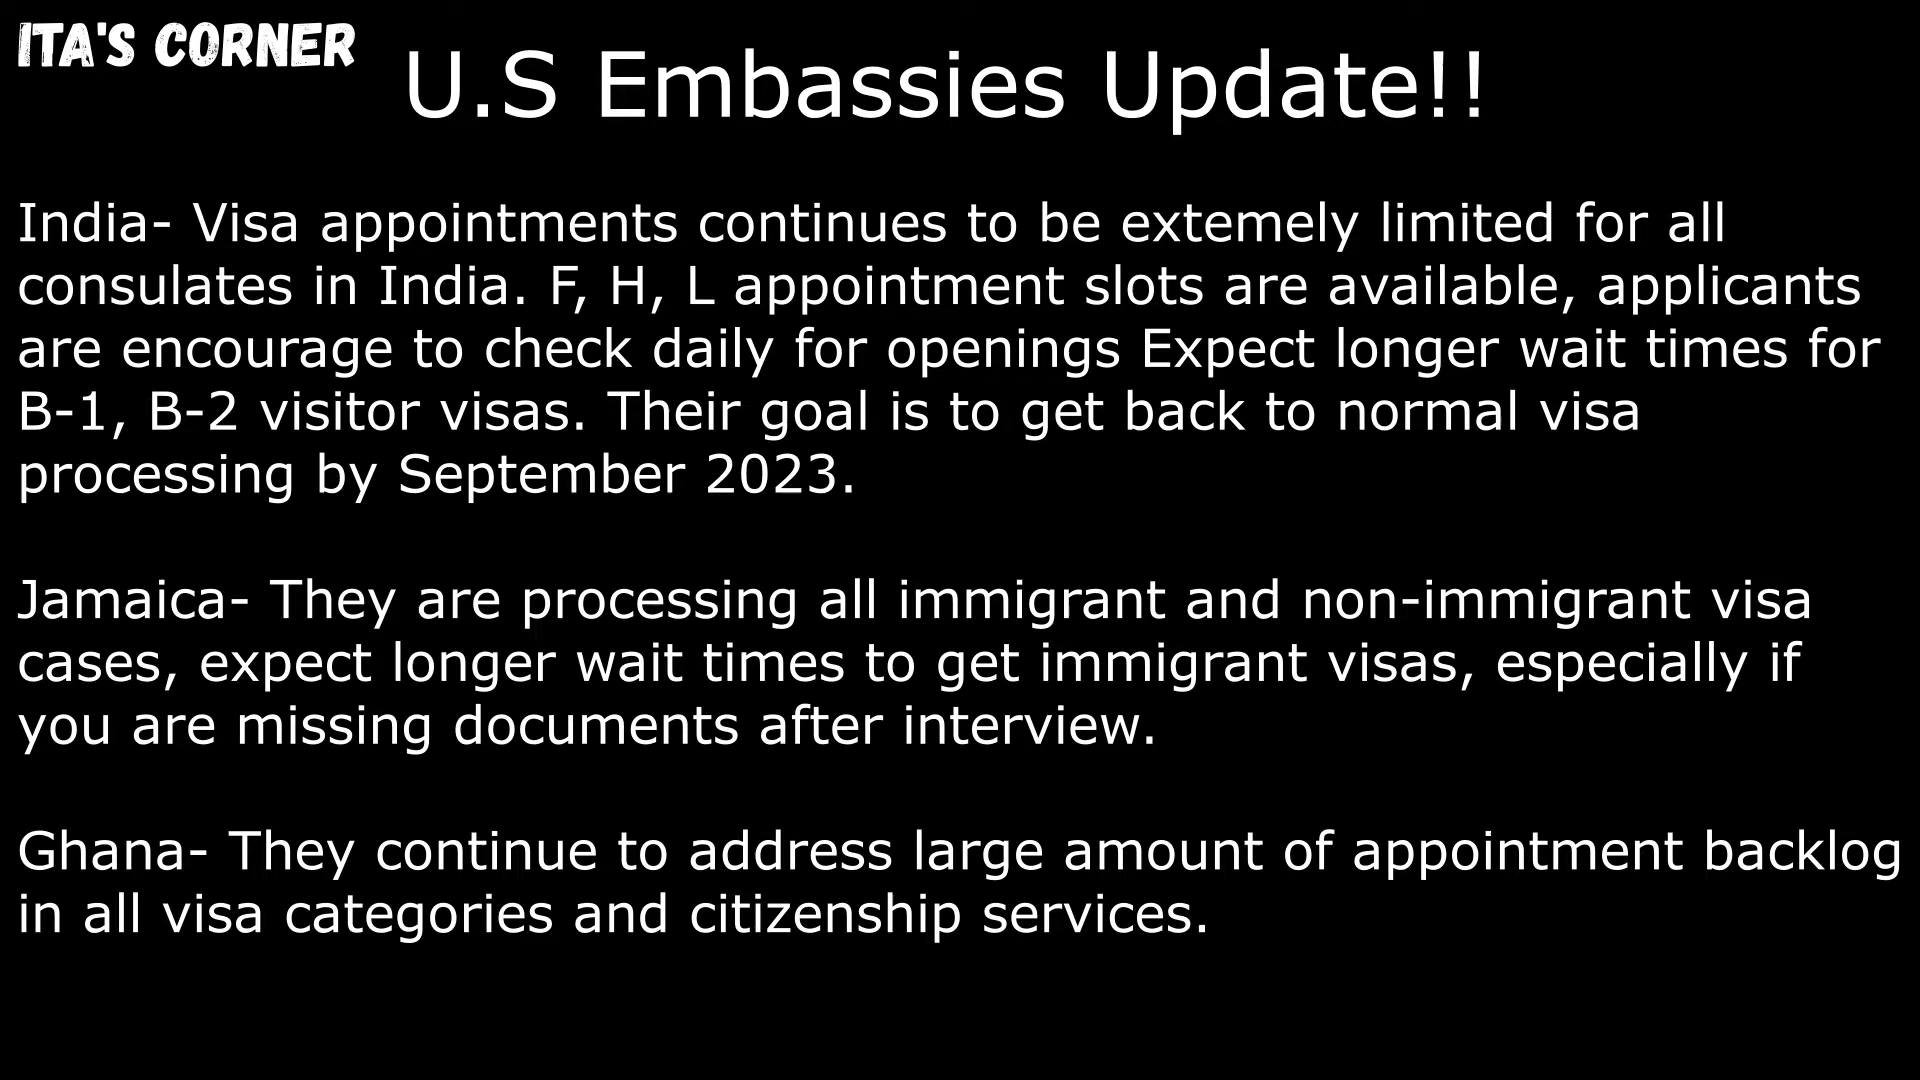 ITA'S CORNER
U.S Embassies Update!!
India- Visa appointments continues to be extemely limited for all
consulates in India. F, H, L appointment slots are available, applicants
are encourage to check daily for openings Expect longer wait times for
B-1, B-2 visitor visas. Their goal is to get back to normal visa
processing by September 2023.
Jamaica- They are processing all immigrant and non-immigrant visa
cases, expect longer wait times to get immigrant visas, especially if
you are missing documents after interview.
Ghana- They continue to address large amount of appointment backlog
in all visa categories and citizenship services.